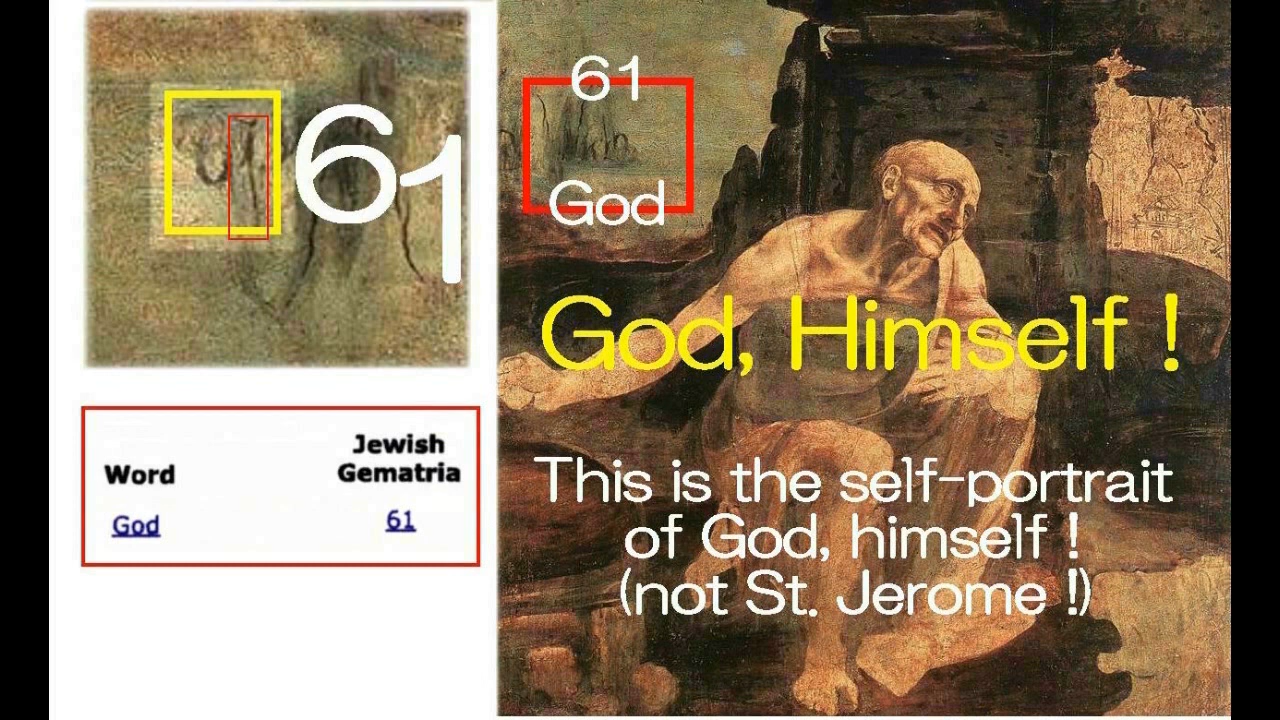 61
Word
Jewish
Gematria
God
61
61
God
God, Himself !
This is the self-portrait
of God, himself !
(not St. Jerome !)